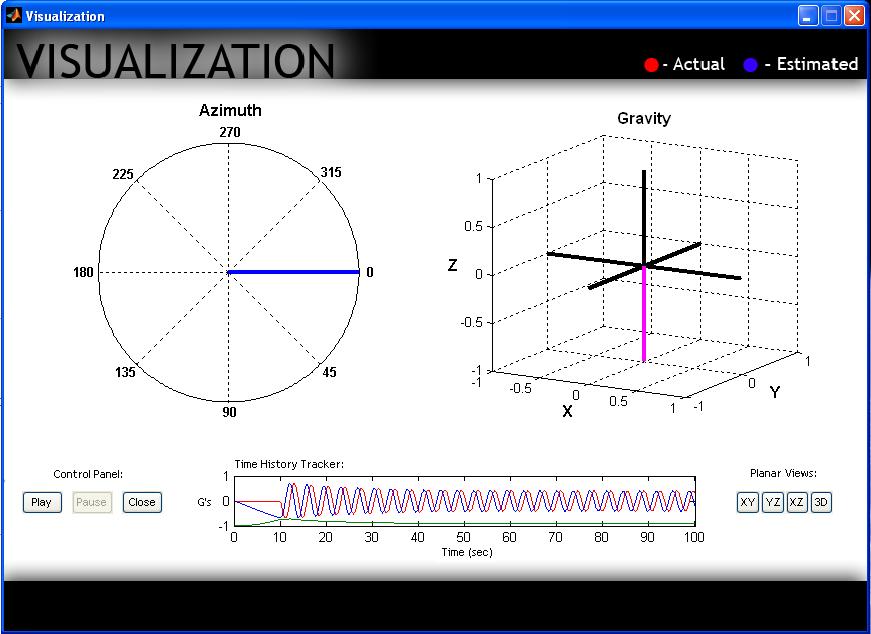 Visualization
VISUALIZATION
- Actual
- Estimated
Azimuth
270
225
315
180
0
135
45
90
Gravity
1
0.5
Z
0
-0.5
-1
-1
-0.5
0
0.5
1
X
-1
0
1
Y
Control Panel:
Play
Pause
Close
Time History Tracker:
G's
1
0
-1
0 10 20 30 40 50 60 70 80 90 100
Time (sec)
Planar Views:
XY YZ XZ 3D